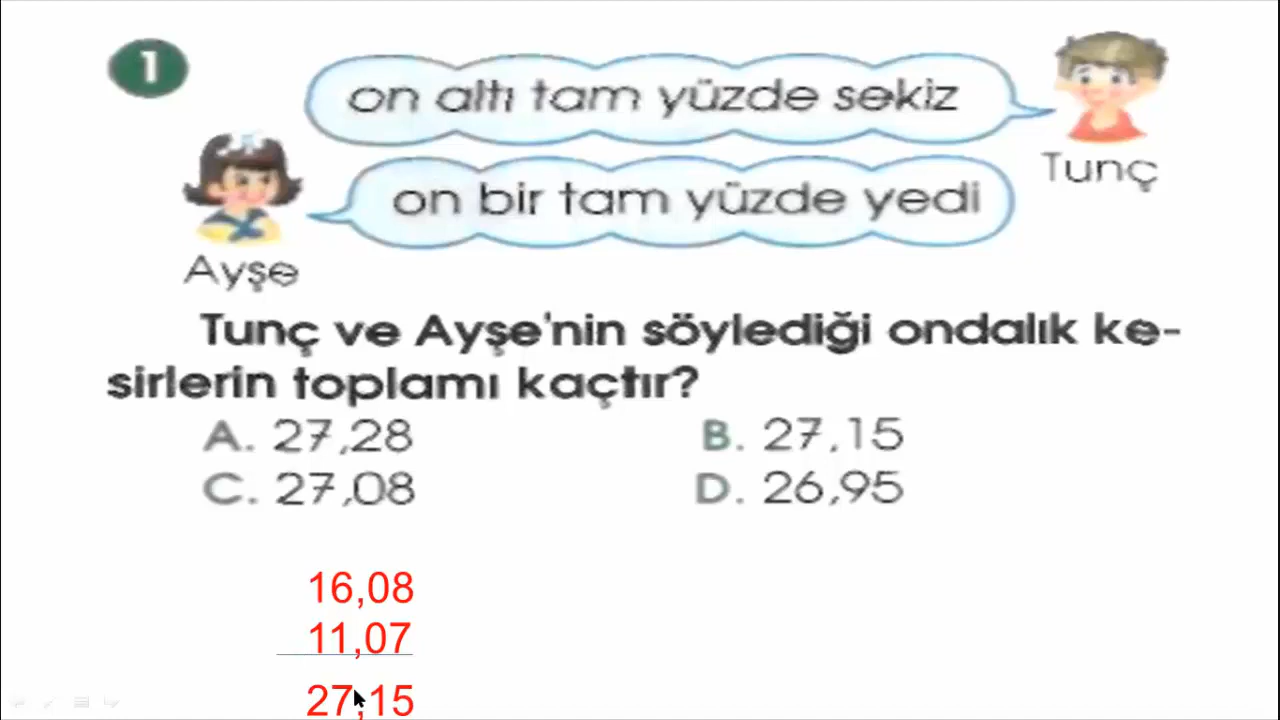 1
on altı tam yüzde sekiz
Tunç
on bir tam yüzde yedi
Ayşe
Tunç ve Ayşe'nin söylediği ondalık ke-
sirlerin toplamı kaçtır?
A. 27,28
B. 27,15
C. 27,08
D. 26,95
16,08
11,07
27,15